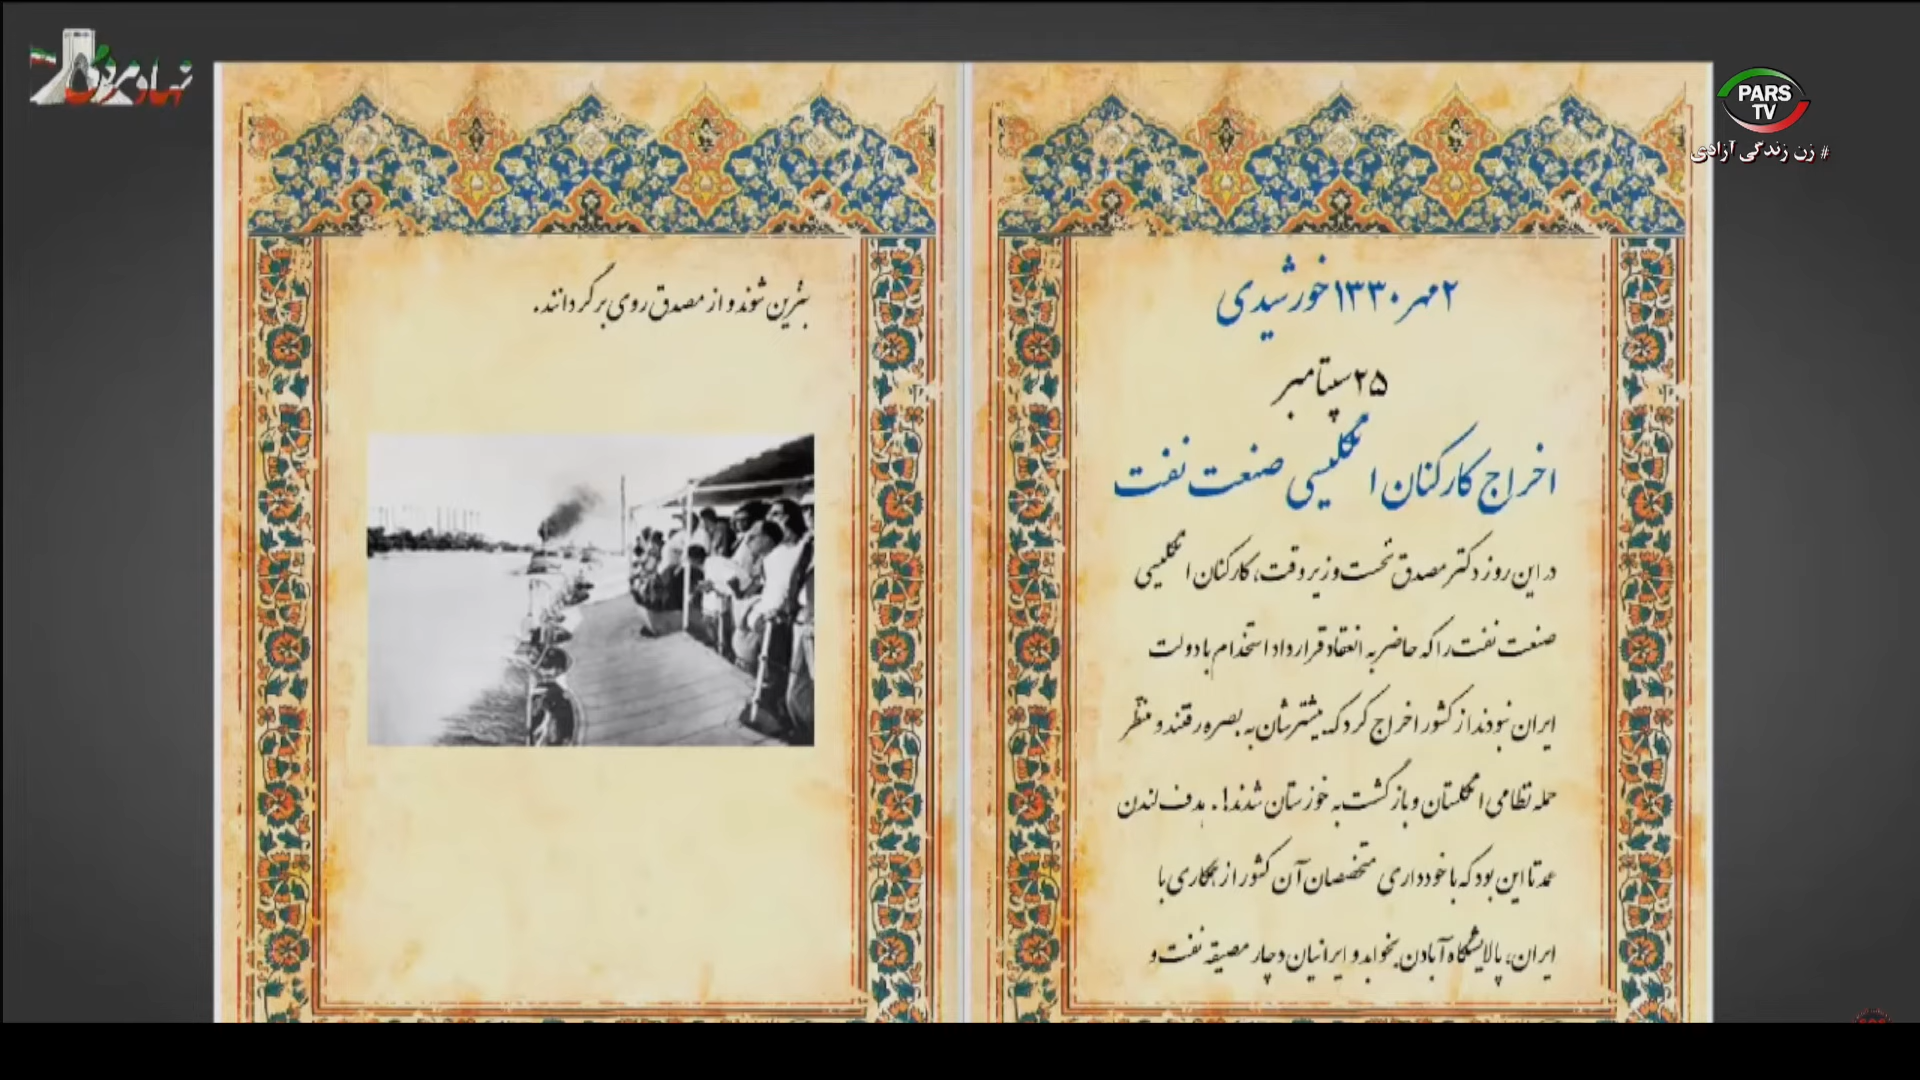 نهاد مردمی
PARS
TV
# زن زندگی آزادی
۲ مهر ۱۳۳۰ خورشیدی
۲۵ سپتامبر
اخراج کارکنان انگلیسی صنعت نفت
در این روز دکتر مصدق نخست وزیر وقت، کارکنان انگلیسی
صنعت نفت را که حاضر به انعقاد قرارداد استخدام با دولت
ایران نبودند از کشور اخراج کرد که بیشترشان به بصره رفتند و منتظر
حمله نظامی انگلستان و بازگشت به خوزستان شدند!. هدف لندن
عمدتا این بود که با خودداری متخصصان آن کشور از همکاری با
ایران، پالایشگاه آبادن بخوابد و ایرانیان دچار مضیقه نفت و
بنزین شوند و از مصدق روی برگردانند.